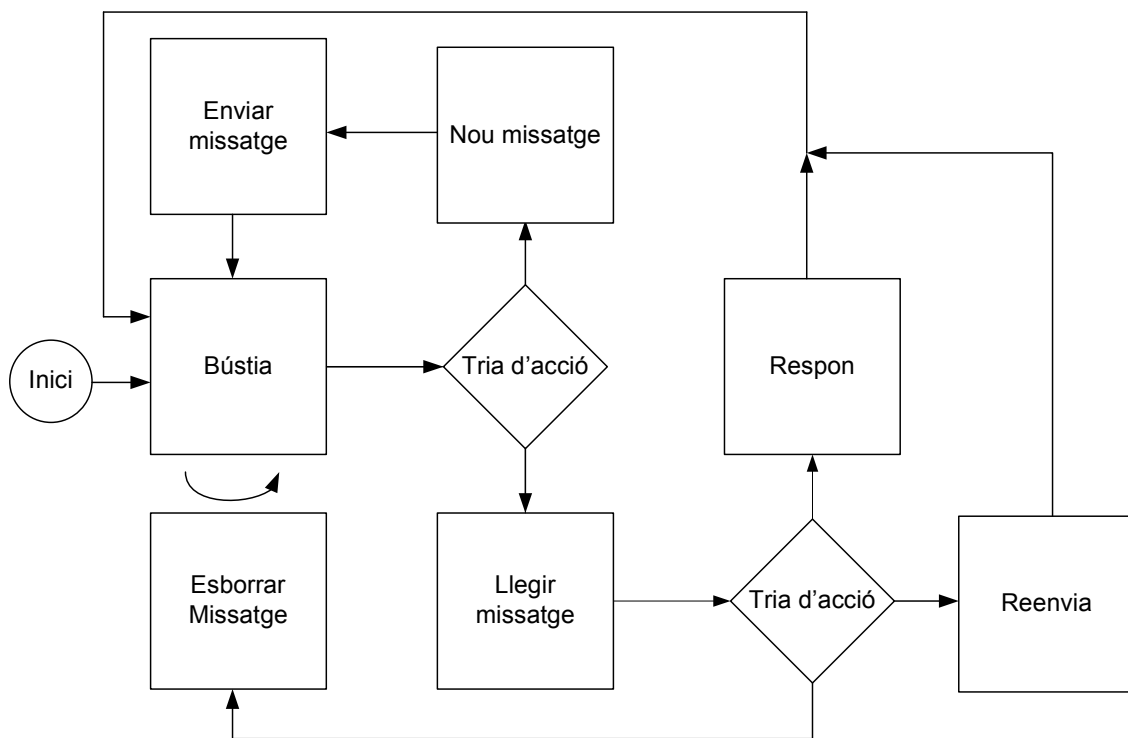 Enviar
missatge
Nou missatge
Inici
Bústia
Tria d’acció
Respon
Esborrar
Missatge
Llegir
missatge
Tria d’acció
Reenvia